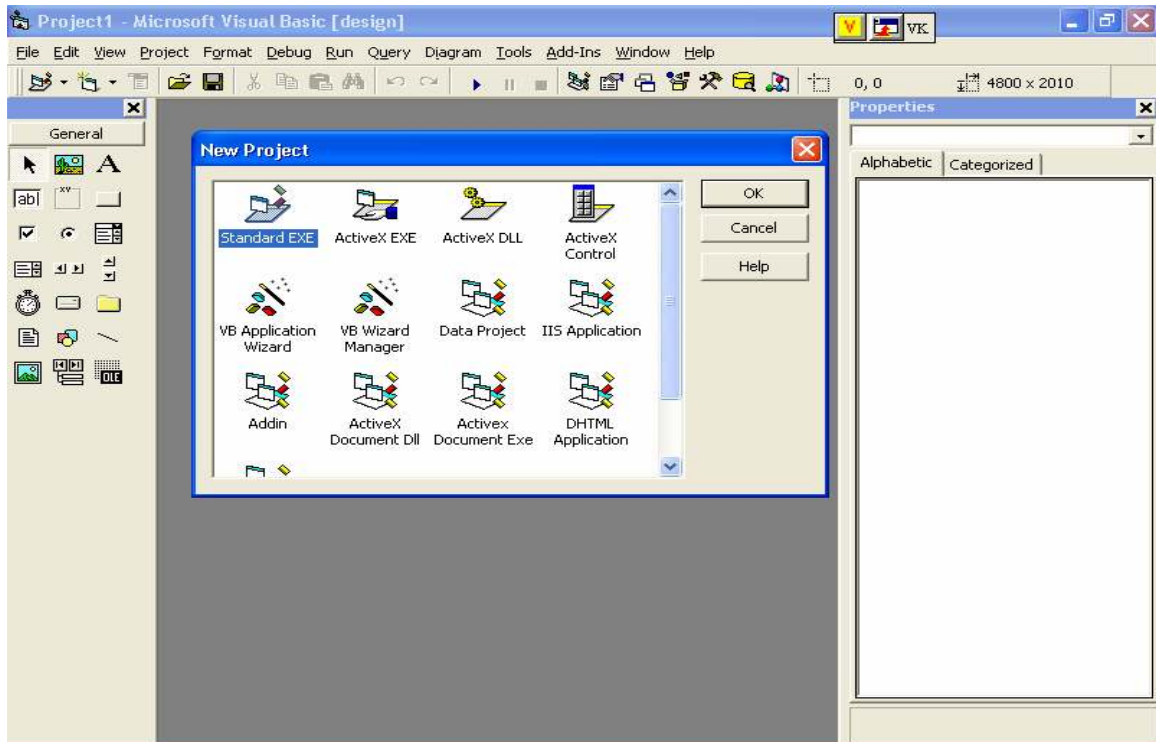 Project1 - Microsoft Visual Basic [design]
V VK
File Edit View Project Format Debug Run Query Diagram Tools Add-Ins Window Help
0, 0 4800 x 2010
Properties
General
Alphabetic Categorized
A
abl xy
OLE
New Project
Standard EXE ActiveX EXE ActiveX DLL ActiveX
Control
VB Application VB Wizard Data Project IIS Application
Wizard Manager
Addin ActiveX Activex DHTML
Document Dll Document Exe Application
OK
Cancel
Help